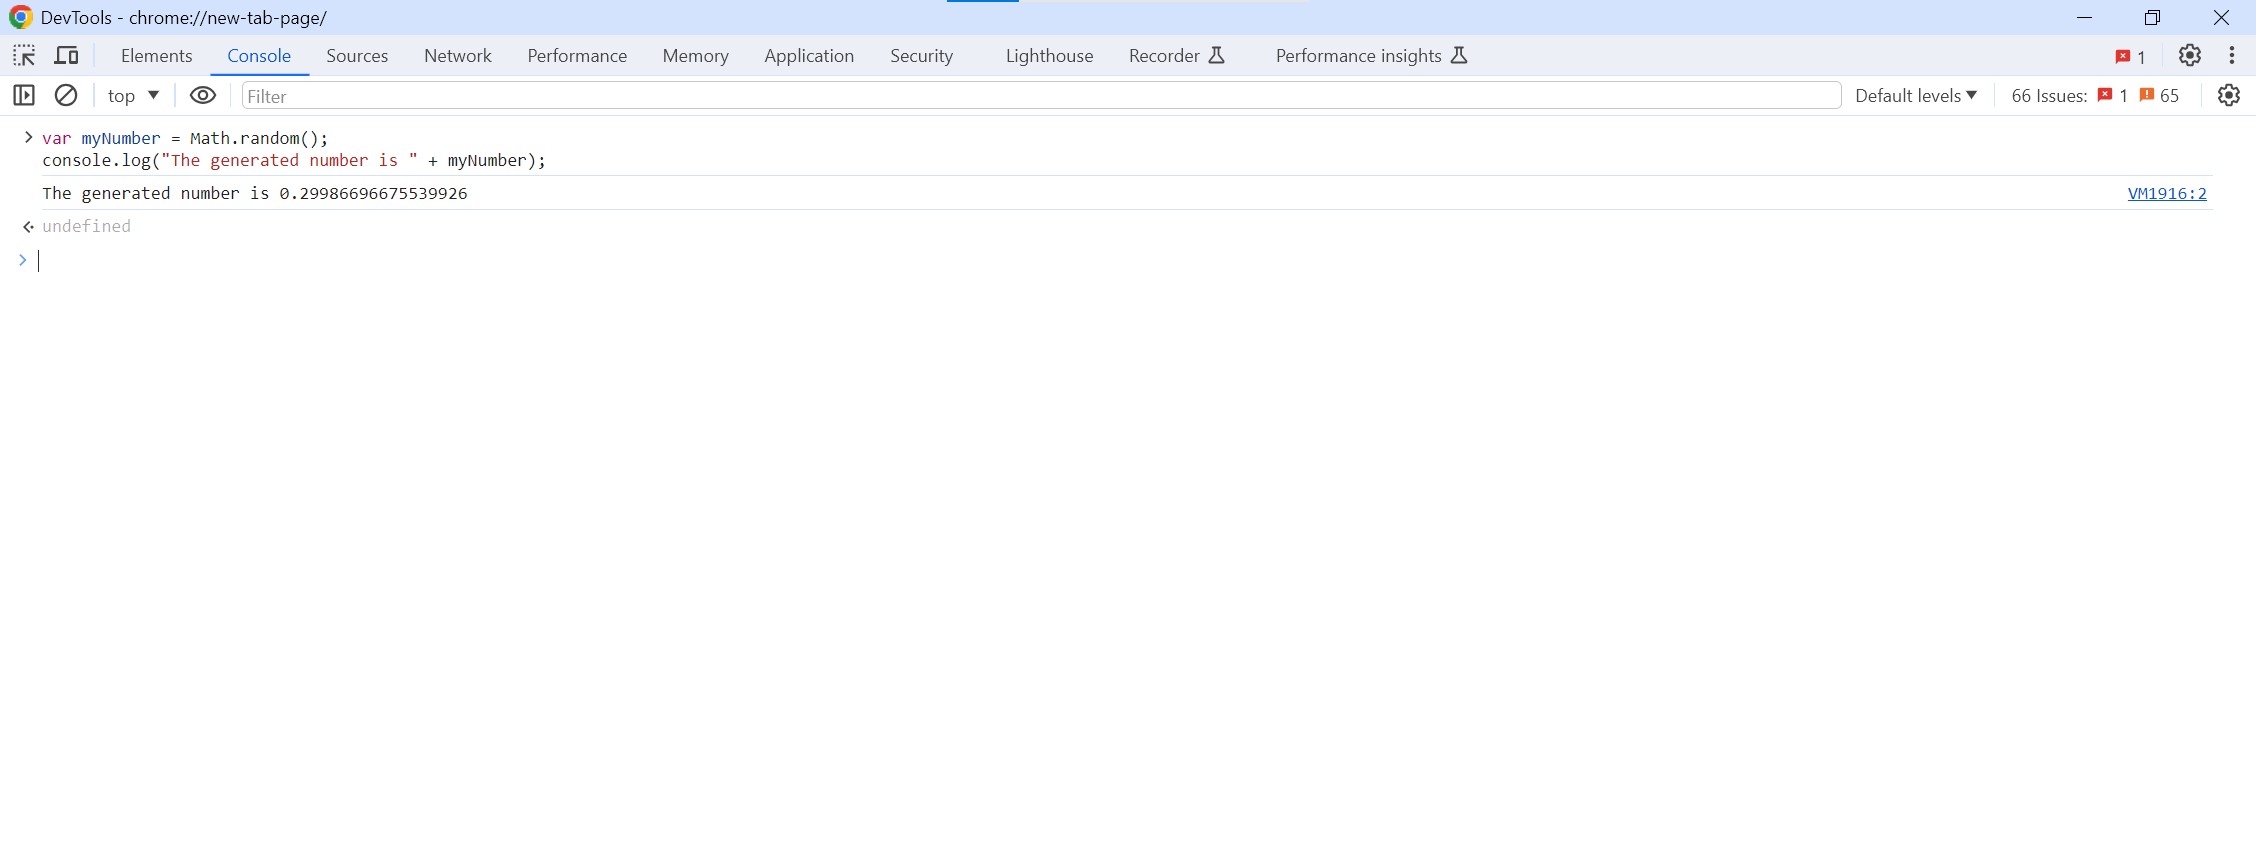 DevTools - chrome://new-tab-page/
Elements Console Sources Network Performance Memory Application Security Lighthouse Recorder Performance insights 1
top Filter Default levels 66 Issues: 1 65
var myNumber = Math.random();
console.log("The generated number is " + myNumber);
The generated number is 0.29986696675539926 VM1916:2
undefined